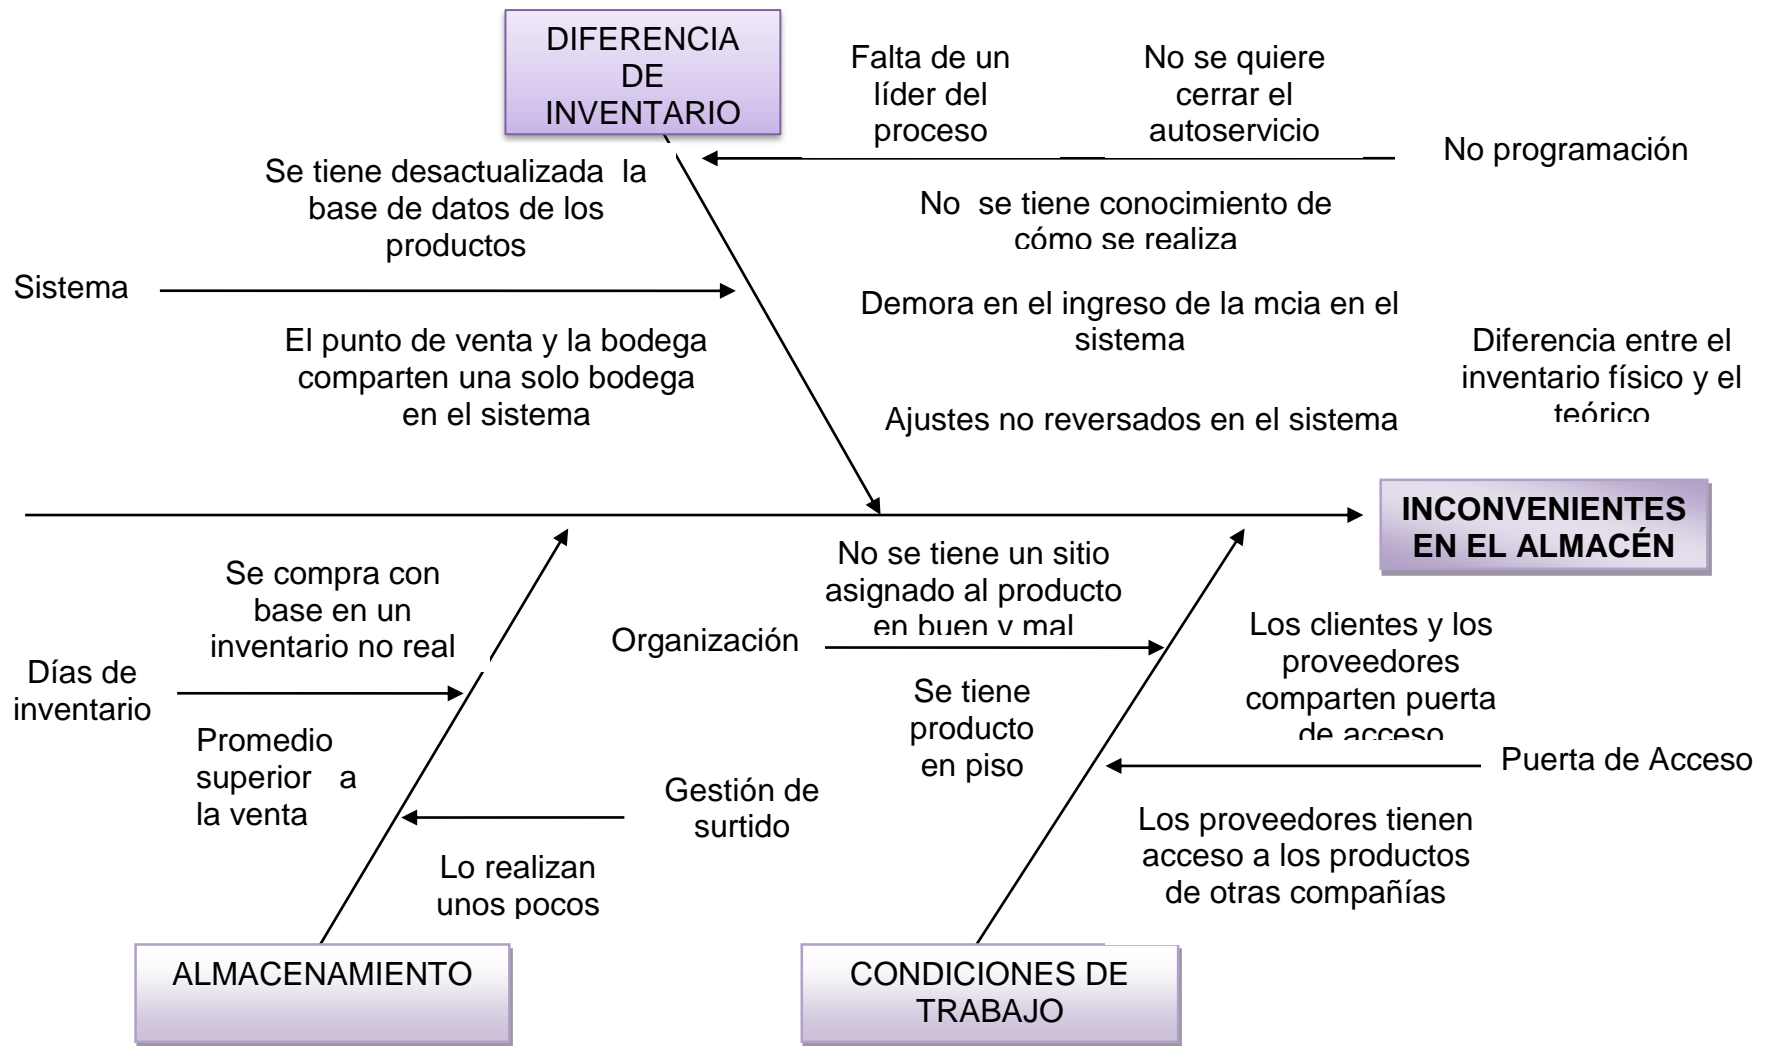 DIFERENCIA
DE
INVENTARIO
Falta de un
líder del
proceso
No se quiere
cerrar el
autoservicio
No programación
Se tiene desactualizada la
base de datos de los
productos
No se tiene conocimiento de
cómo se realiza
Sistema
Demora en el ingreso de la mcia en el
sistema
El punto de venta y la bodega
comparten una solo bodega
en el sistema
Diferencia entre el
inventario físico y el
teórico
Ajustes no reversados en el sistema
INCONVENIENTES
EN EL ALMACÉN
Se compra con
base en un
inventario no real
No se tiene un sitio
asignado al producto
en buen y mal
Organización
Los clientes y los
proveedores
comparten puerta
de acceso
Días de
inventario
Se tiene
producto
en piso
Promedio
superior a
la venta
Puerta de Acceso
Gestión de
surtido
Los proveedores tienen
acceso a los productos
de otras compañías
Lo realizan
unos pocos
ALMACENAMIENTO
CONDICIONES DE
TRABAJO